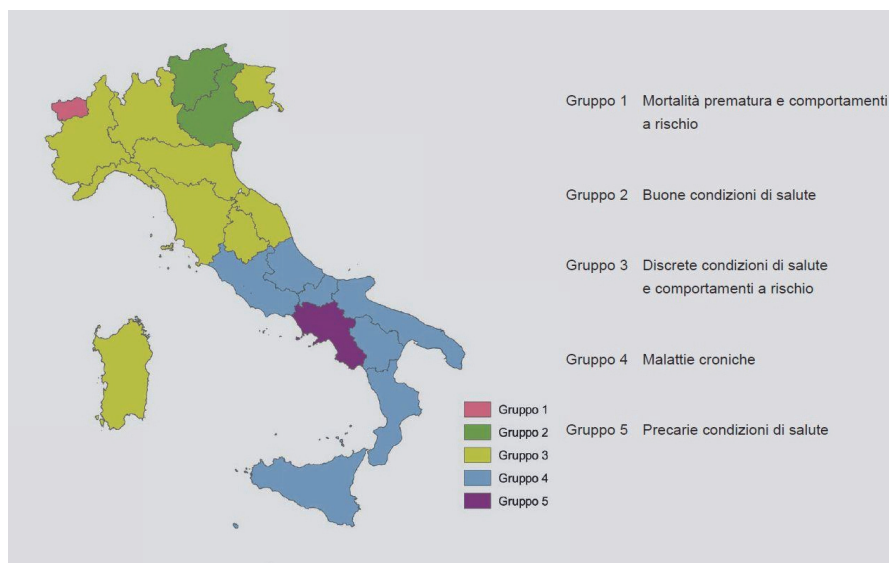 Gruppo 1 Mortalità prematura e comportamenti
a rischio
Gruppo 2 Buone condizioni di salute
Gruppo 3 Discrete condizioni di salute
e comportamenti a rischio
Gruppo 4 Malattie croniche
Gruppo 5 Precarie condizioni di salute
Gruppo 1
Gruppo 2
Gruppo 3
Gruppo 4
Gruppo 5